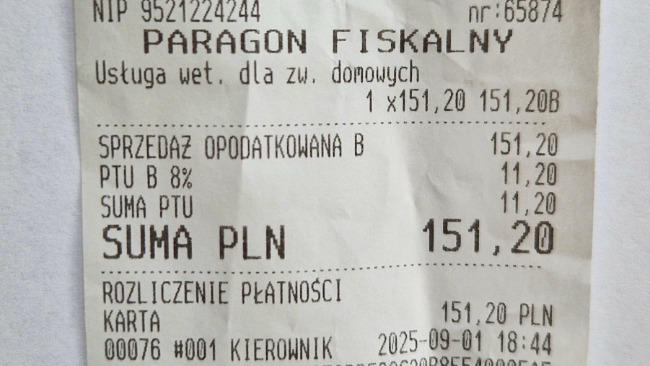 NIP 9521224244 nr:65874
PARAGON FISKALNY
Usługa wet. dla zw. domowych
1 x151,20 151,20B
SPRZEDAŻ OPODATKOWANA B 151,20
PTU B 8% 11,20
SUMA PTU 11,20
SUMA PLN 151,20
ROZLICZENIE PŁATNOŚCI
KARTA 151,20 PLN
00076 #001 KIEROWNIK 2025-09-01 18:44